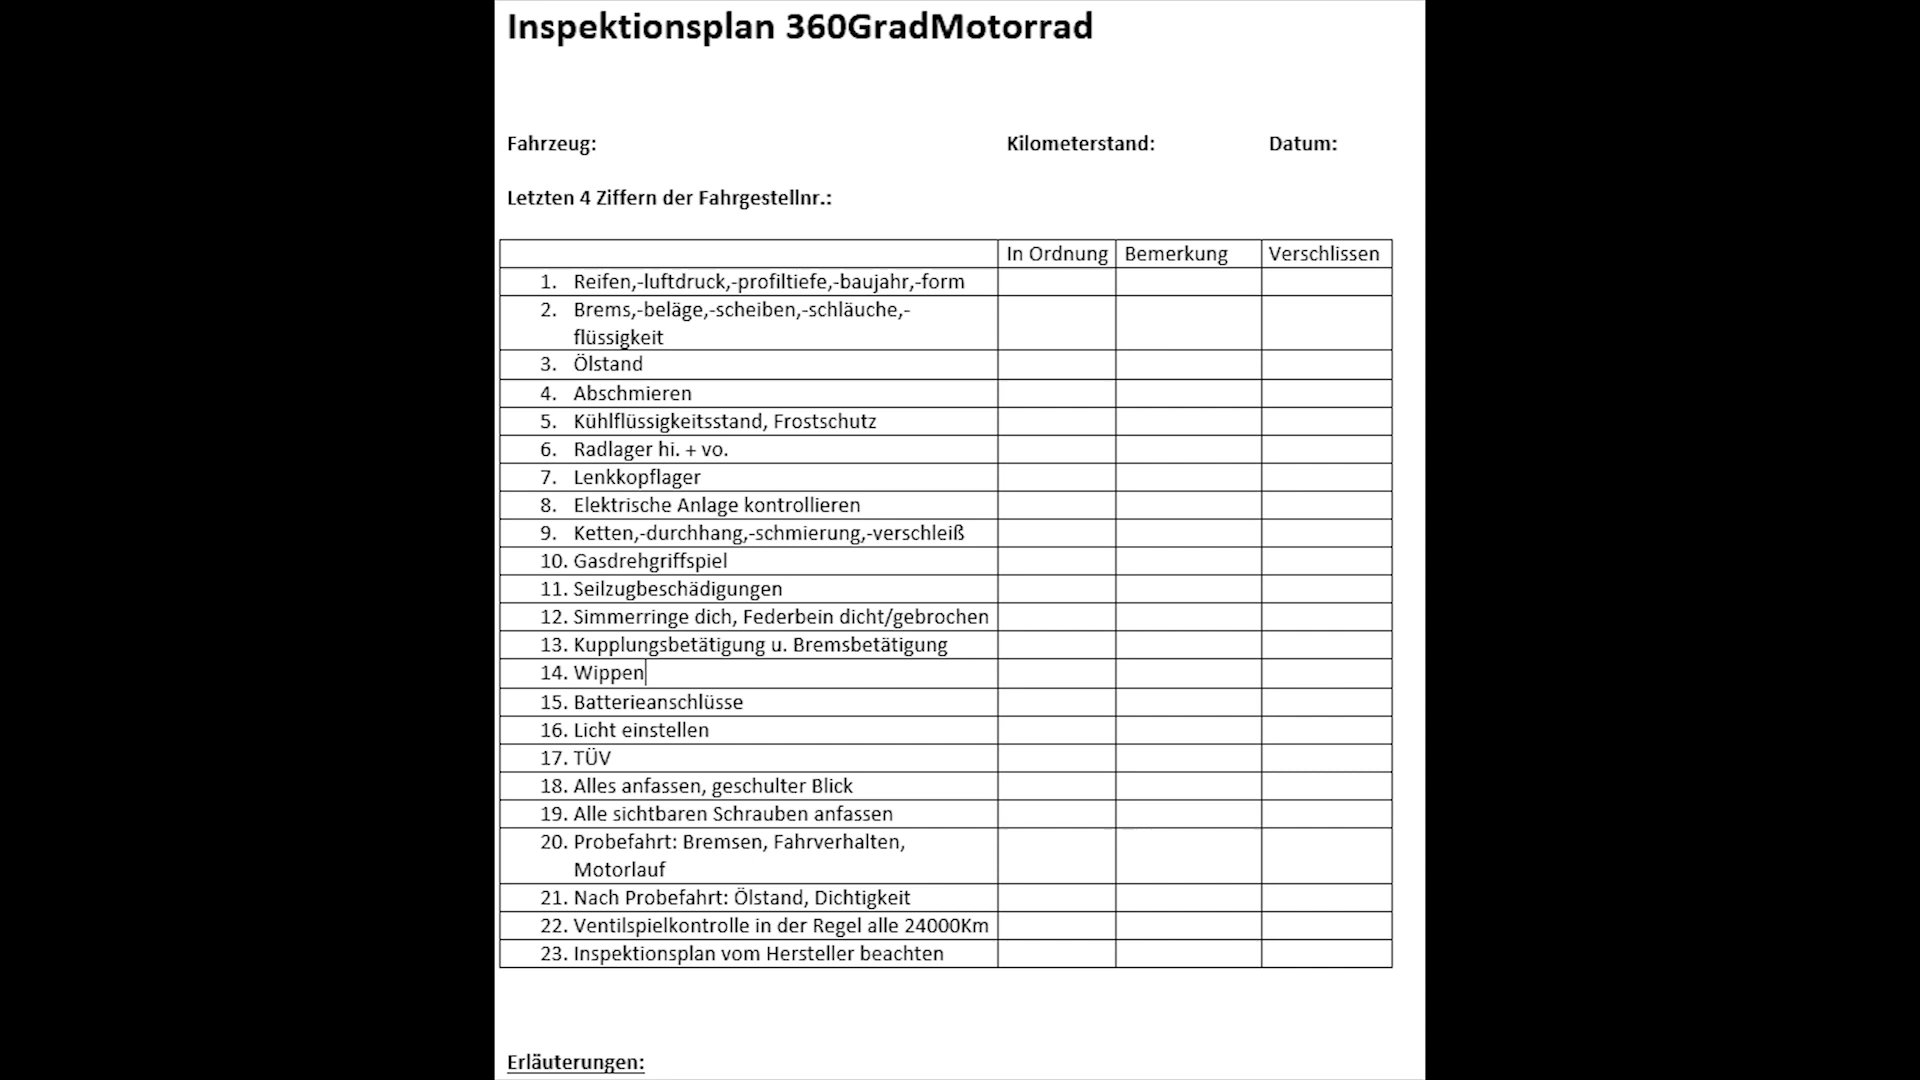 Inspektionsplan 360GradMotorrad
Fahrzeug: Kilometerstand: Datum:
Letzten 4 Ziffern der Fahrgestellnr.:
In Ordnung Bemerkung Verschlissen
1. Reifen,-luftdruck,-profiltiefe,-baujahr,-form
2. Brems,-beläge,-scheiben,-schläuche,-
flüssigkeit
3. Ölstand
4. Abschmieren
5. Kühlflüssigkeitsstand, Frostschutz
6. Radlager hi. + vo.
7. Lenkkopflager
8. Elektrische Anlage kontrollieren
9. Ketten,-durchhang,-schmierung,-verschleiß
10. Gasdrehgriffspiel
11. Seilzugbeschädigungen
12. Simmerringe dich, Federbein dicht/gebrochen
13. Kupplungsbetätigung u. Bremsbetätigung
14. Wippen
15. Batterieanschlüsse
16. Licht einstellen
17. TÜV
18. Alles anfassen, geschulter Blick
19. Alle sichtbaren Schrauben anfassen
20. Probefahrt: Bremsen, Fahrverhalten,
Motorlauf
21. Nach Probefahrt: Ölstand, Dichtigkeit
22. Ventilspielkontrolle in der Regel alle 24000Km
23. Inspektionsplan vom Hersteller beachten
Erläuterungen: